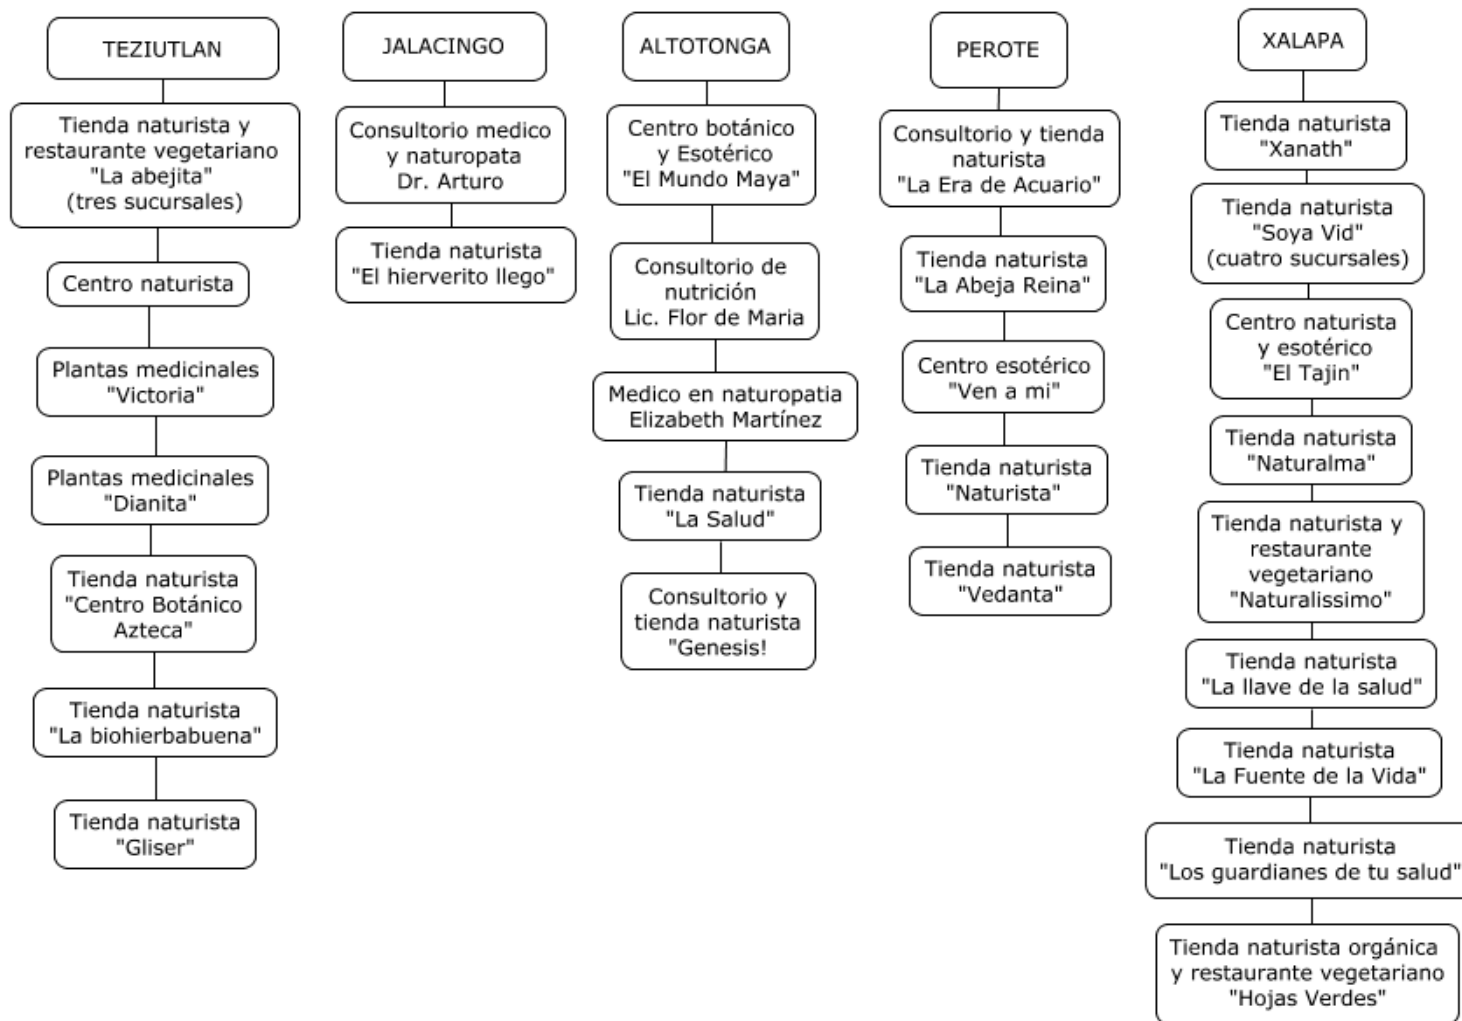 TEZIUTLAN
Tienda naturista y
restaurante vegetariano
"La abejita"
(tres sucursales)
Centro naturista
Plantas medicinales
"Victoria"
Plantas medicinales
"Dianita"
Tienda naturista
"Centro Botánico
Azteca"
Tienda naturista
"La biohierbabuena"
Tienda naturista
"Gliser"
JALACINGO
Consultorio medico
y naturopata
Dr. Arturo
Tienda naturista
"El hierverito llego"
ALTOTONGA
Centro botánico
y Esotérico
"El Mundo Maya"
Consultorio de
nutrición
Lic. Flor de Maria
Medico en naturopatia
Elizabeth Martínez
Tienda naturista
"La Salud"
Consultorio y
tienda naturista
"Genesis!
PEROTE
Consultorio y tienda
naturista
"La Era de Acuario"
Tienda naturista
"La Abeja Reina"
Centro esotérico
"Ven a mi"
Tienda naturista
"Naturista"
Tienda naturista
"Vedanta"
XALAPA
Tienda naturista
"Xanath"
Tienda naturista
"Soya Vid"
(cuatro sucursales)
Centro naturista
y esotérico
"El Tajin"
Tienda naturista
"Naturalma"
Tienda naturista y
restaurante
vegetariano
"Naturalissimo"
Tienda naturista
"La llave de la salud"
Tienda naturista
"La Fuente de la Vida"
Tienda naturista
"Los guardianes de tu salud"
Tienda naturista orgánica
y restaurante vegetariano
"Hojas Verdes"